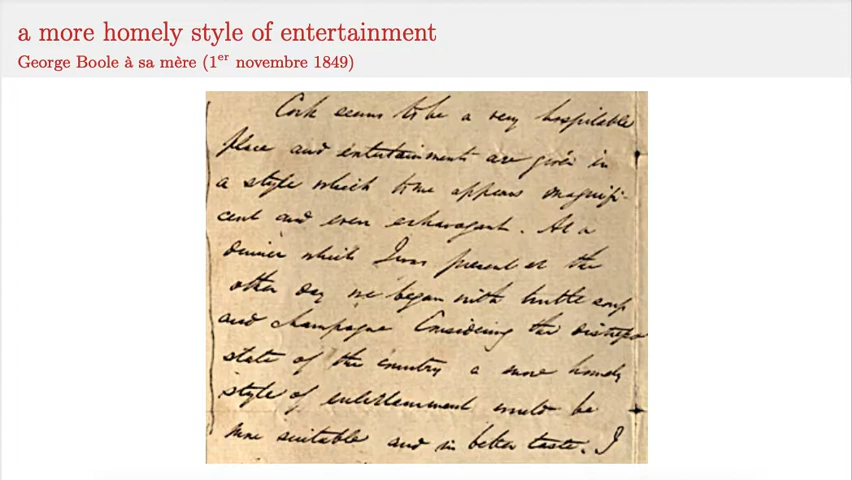 a more homely style of entertainment
George Boole à sa mère (1er novembre 1849)
Cork seems to be a very hospitable
place and entertainments are given in
a style which to me appears magnifi-
cent and even extravagant. At a
dinner which I was present at the
other day we began with turtle soup
and champagne Considering the distress
state of the country a more homely
style of entertainment would be
more suitable and in better taste. I